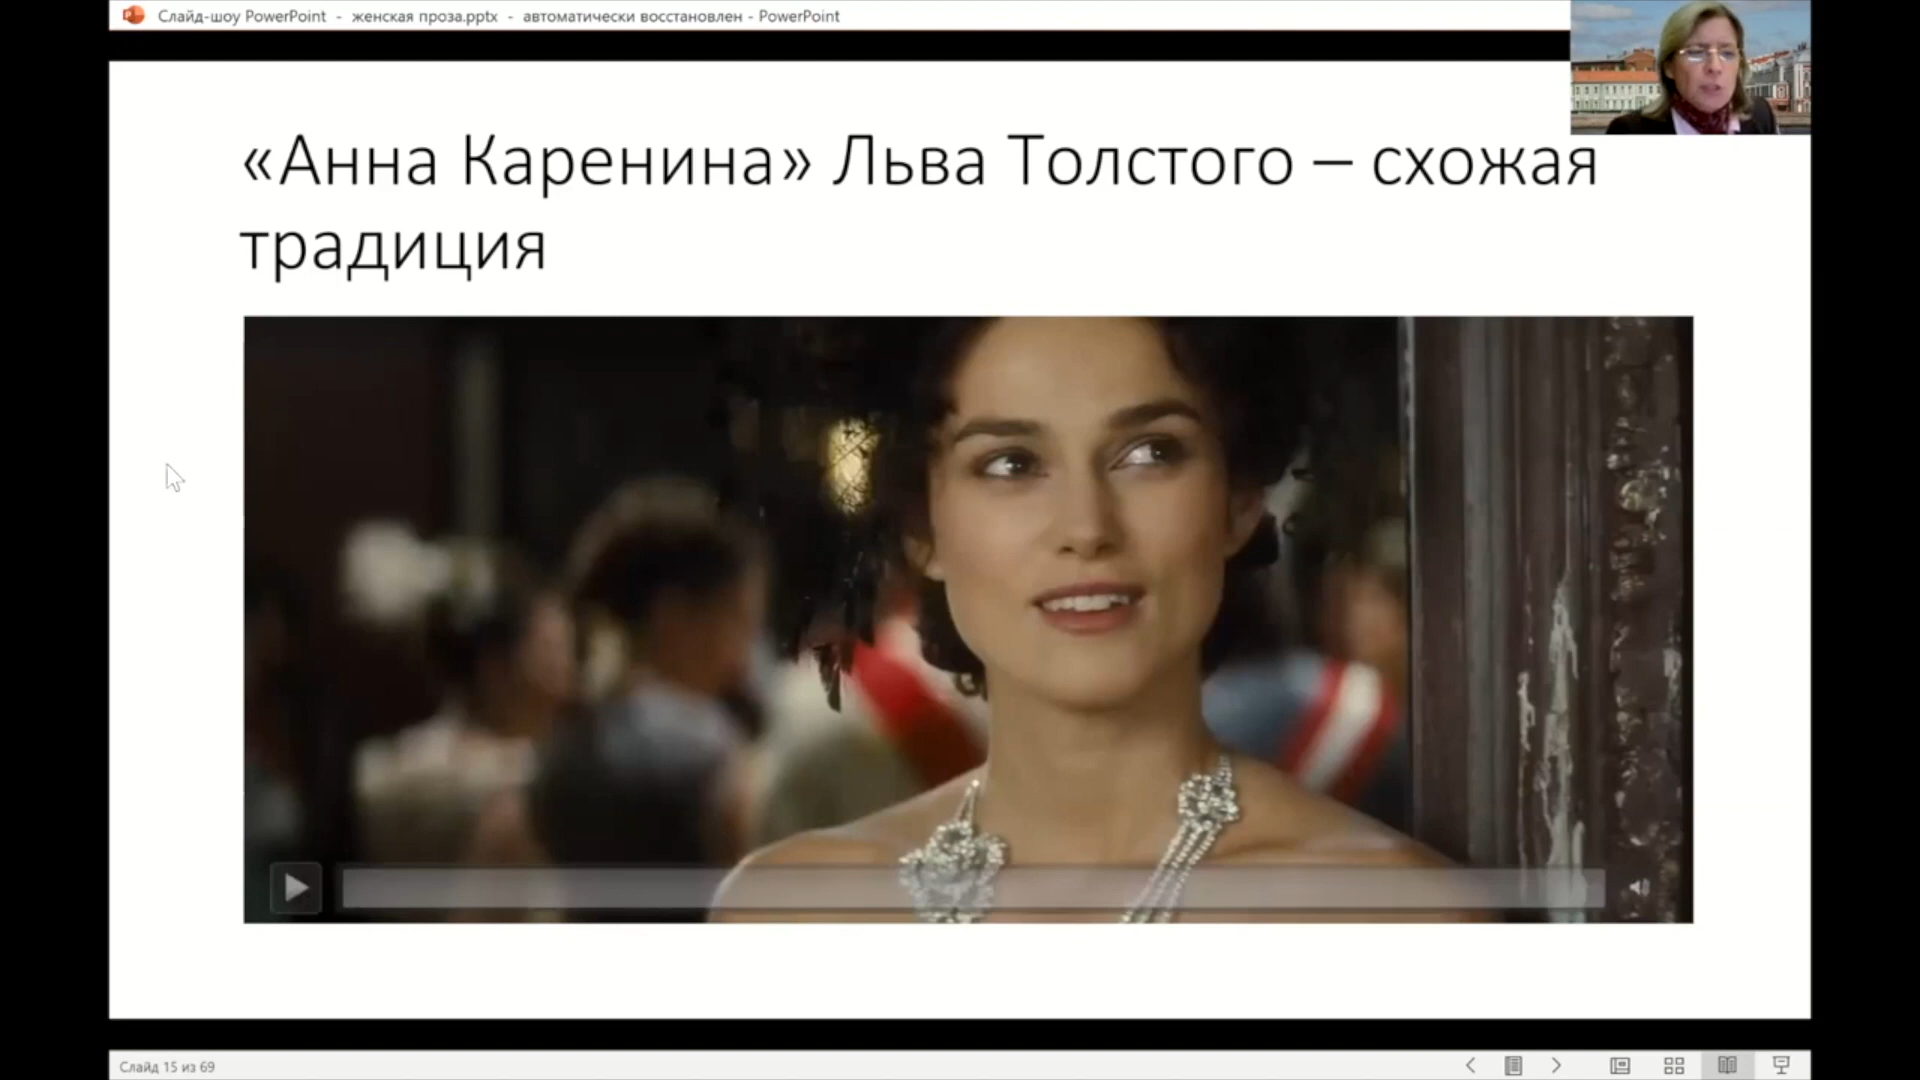 Слайд-шоу PowerPoint - женская проза.pptx - автоматически восстановлен - PowerPoint
«Анна Каренина» Льва Толстого – схожая
традиция
Слайд 15 из 69